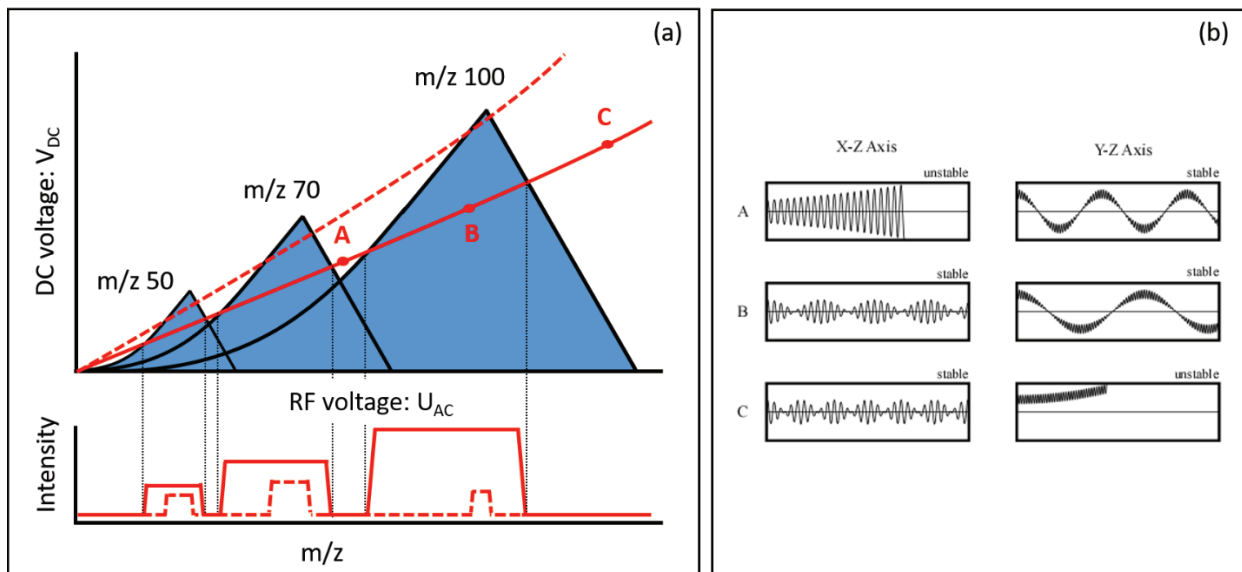 (a)
m/z 100
C
m/z 70
B
A
m/z 50
DC voltage: V_DC
RF voltage: U_AC
Intensity
m/z
(b)
X-Z Axis
Y-Z Axis
unstable
stable
A
stable
stable
B
stable
unstable
C